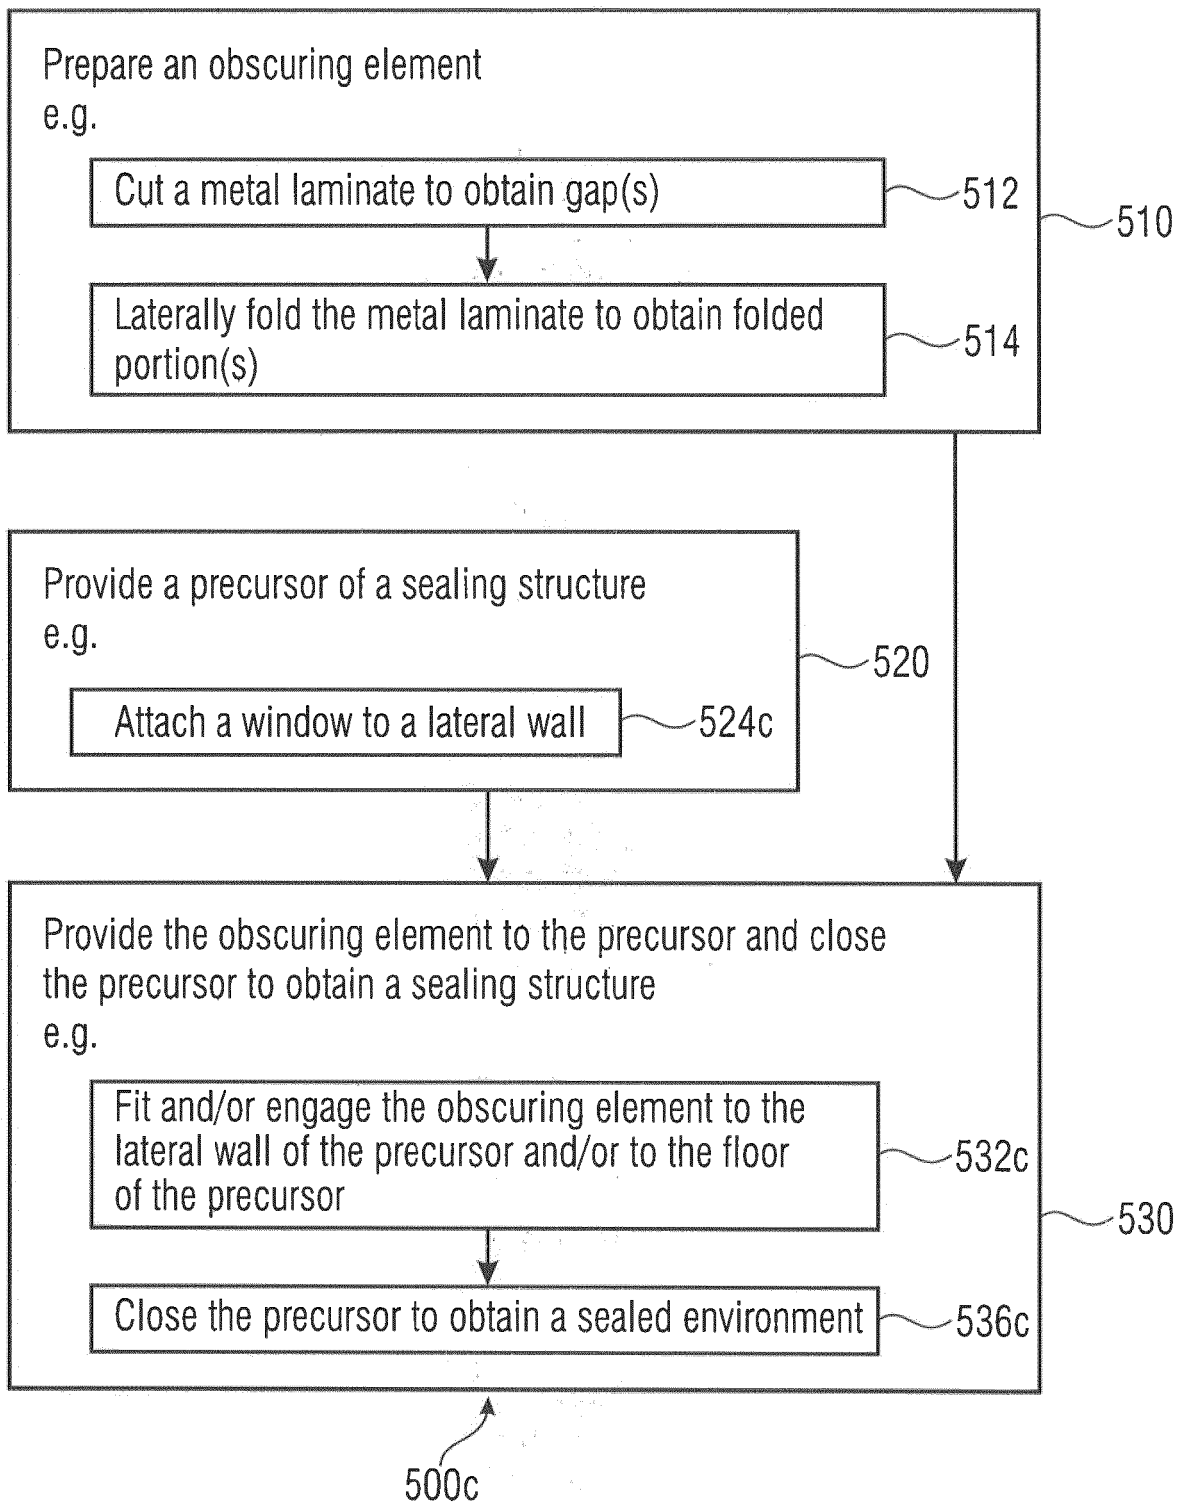 Prepare an obscuring element
e.g.
Cut a metal laminate to obtain gap(s)
512
510
Laterally fold the metal laminate to obtain folded
portion(s)
514
Provide a precursor of a sealing structure
e.g.
520
Attach a window to a lateral wall
524c
Provide the obscuring element to the precursor and close
the precursor to obtain a sealing structure
e.g.
Fit and/or engage the obscuring element to the
lateral wall of the precursor and/or to the floor
of the precursor
532c
530
Close the precursor to obtain a sealed environment
536c
500c